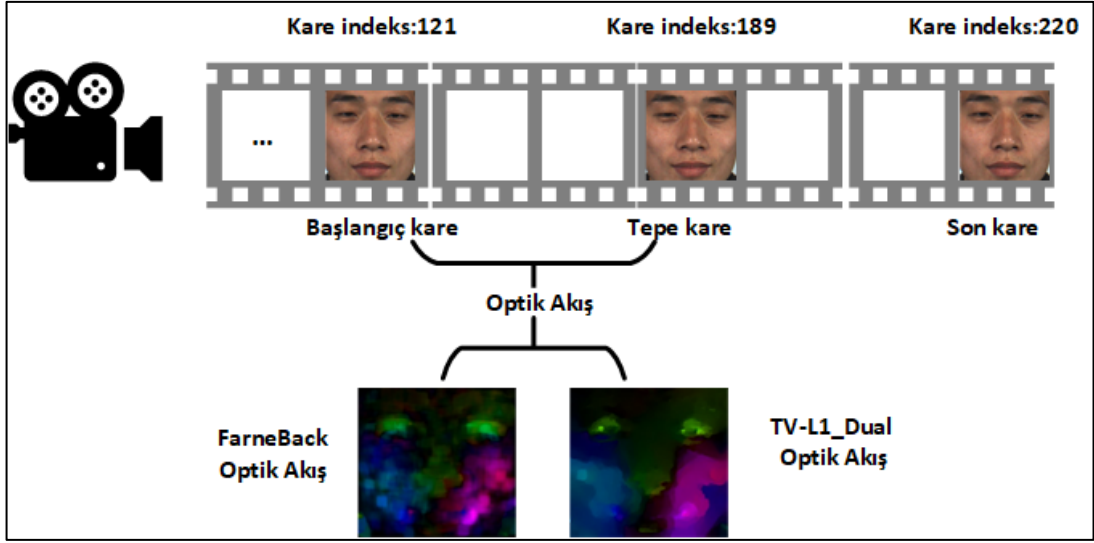 Kare indeks:121
Kare indeks:189
Kare indeks:220
...
Başlangıç kare
Tepe kare
Son kare
Optik Akış
FarneBack
Optik Akış
TV-L1_Dual
Optik Akış